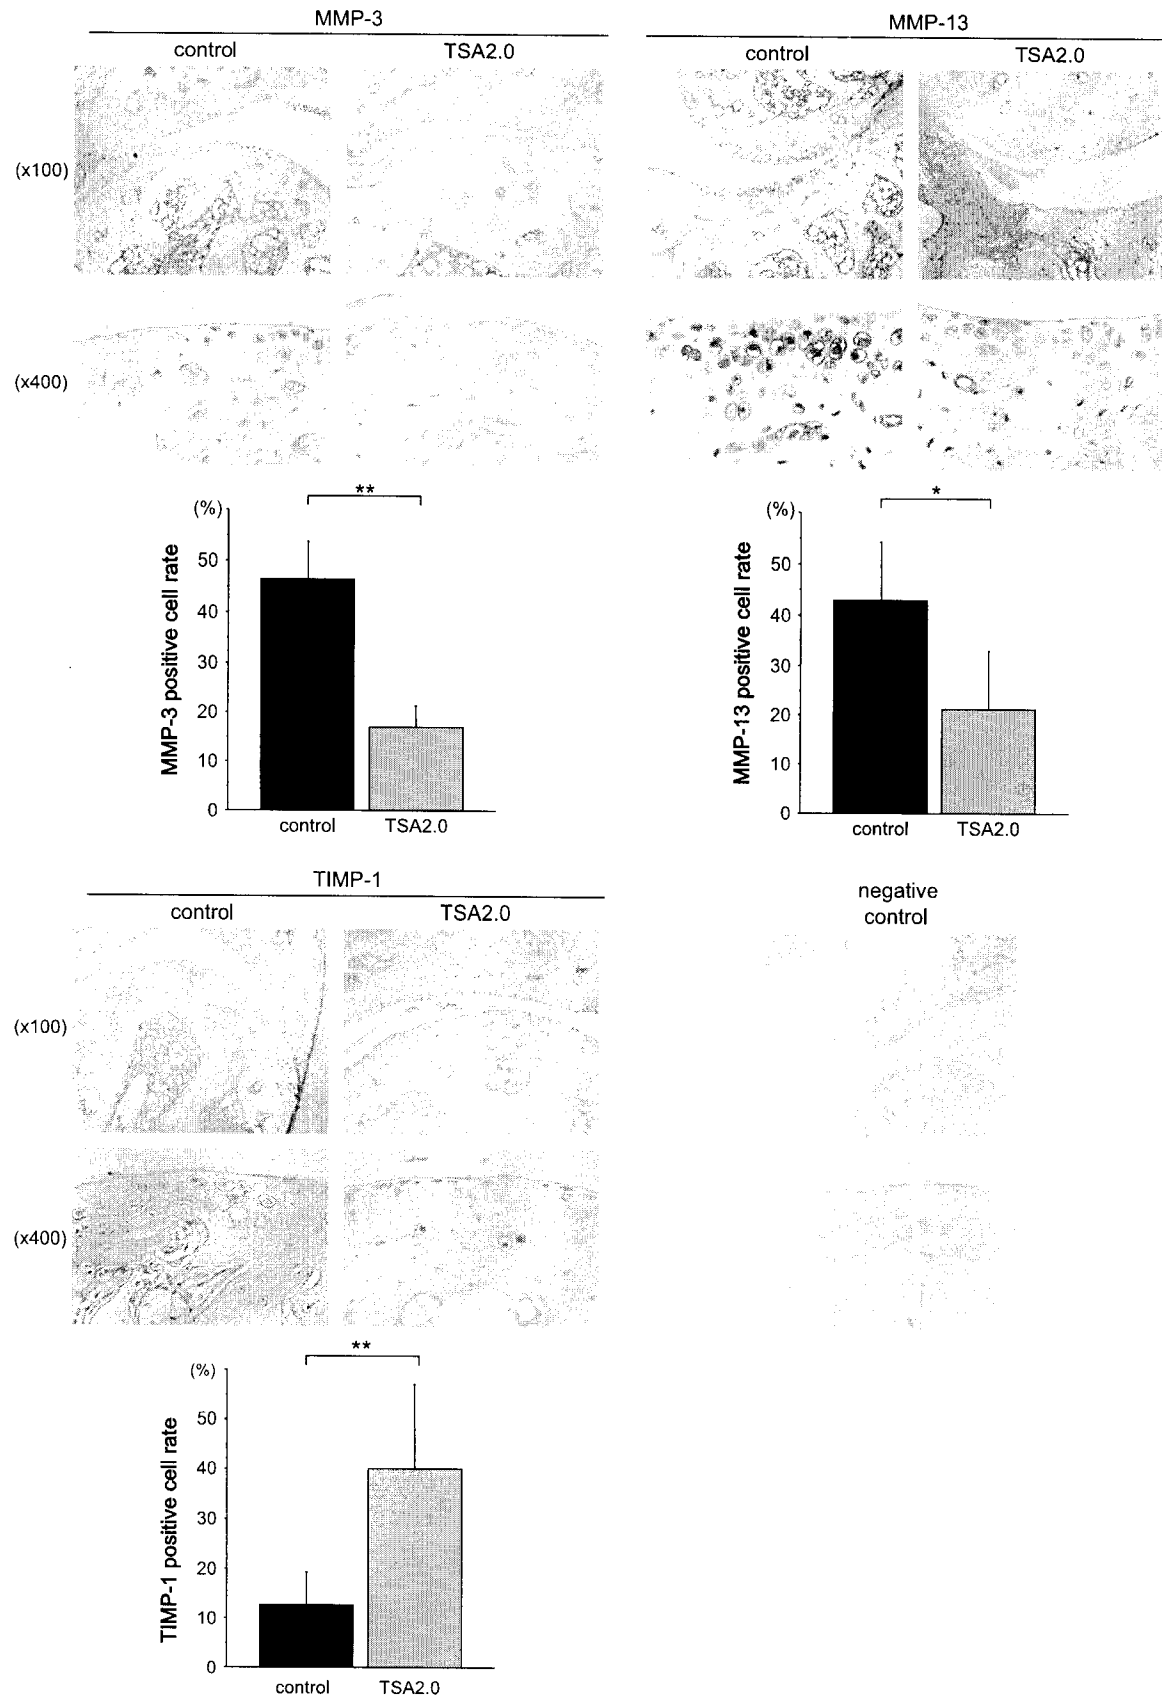 MMP-3
control TSA2.0
(x100)
(x400)
**
(%)
50
40
30
20
10
0
MMP-3 positive cell rate
control TSA2.0
MMP-13
control TSA2.0
*
(%)
50
40
30
20
10
0
MMP-13 positive cell rate
control TSA2.0
TIMP-1
control TSA2.0
(x100)
(x400)
**
(%)
50
40
30
20
10
0
TIMP-1 positive cell rate
control TSA2.0
negative
control